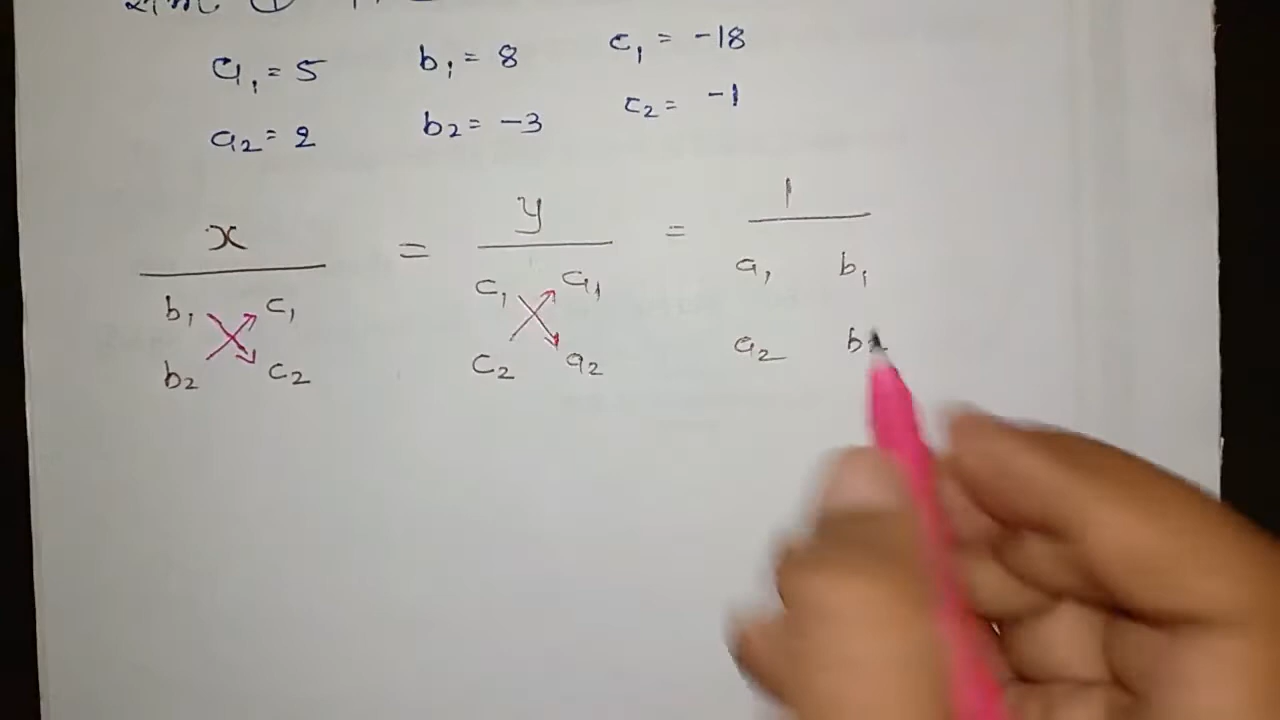 a₁ = 5 b₁ = 8 c₁ = -18
a₂ = 2 b₂ = -3 c₂ = -1
x = y = 1
b₁ c₁ c₁ a₁ a₁ b₁
b₂ c₂ c₂ a₂ a₂ b₂